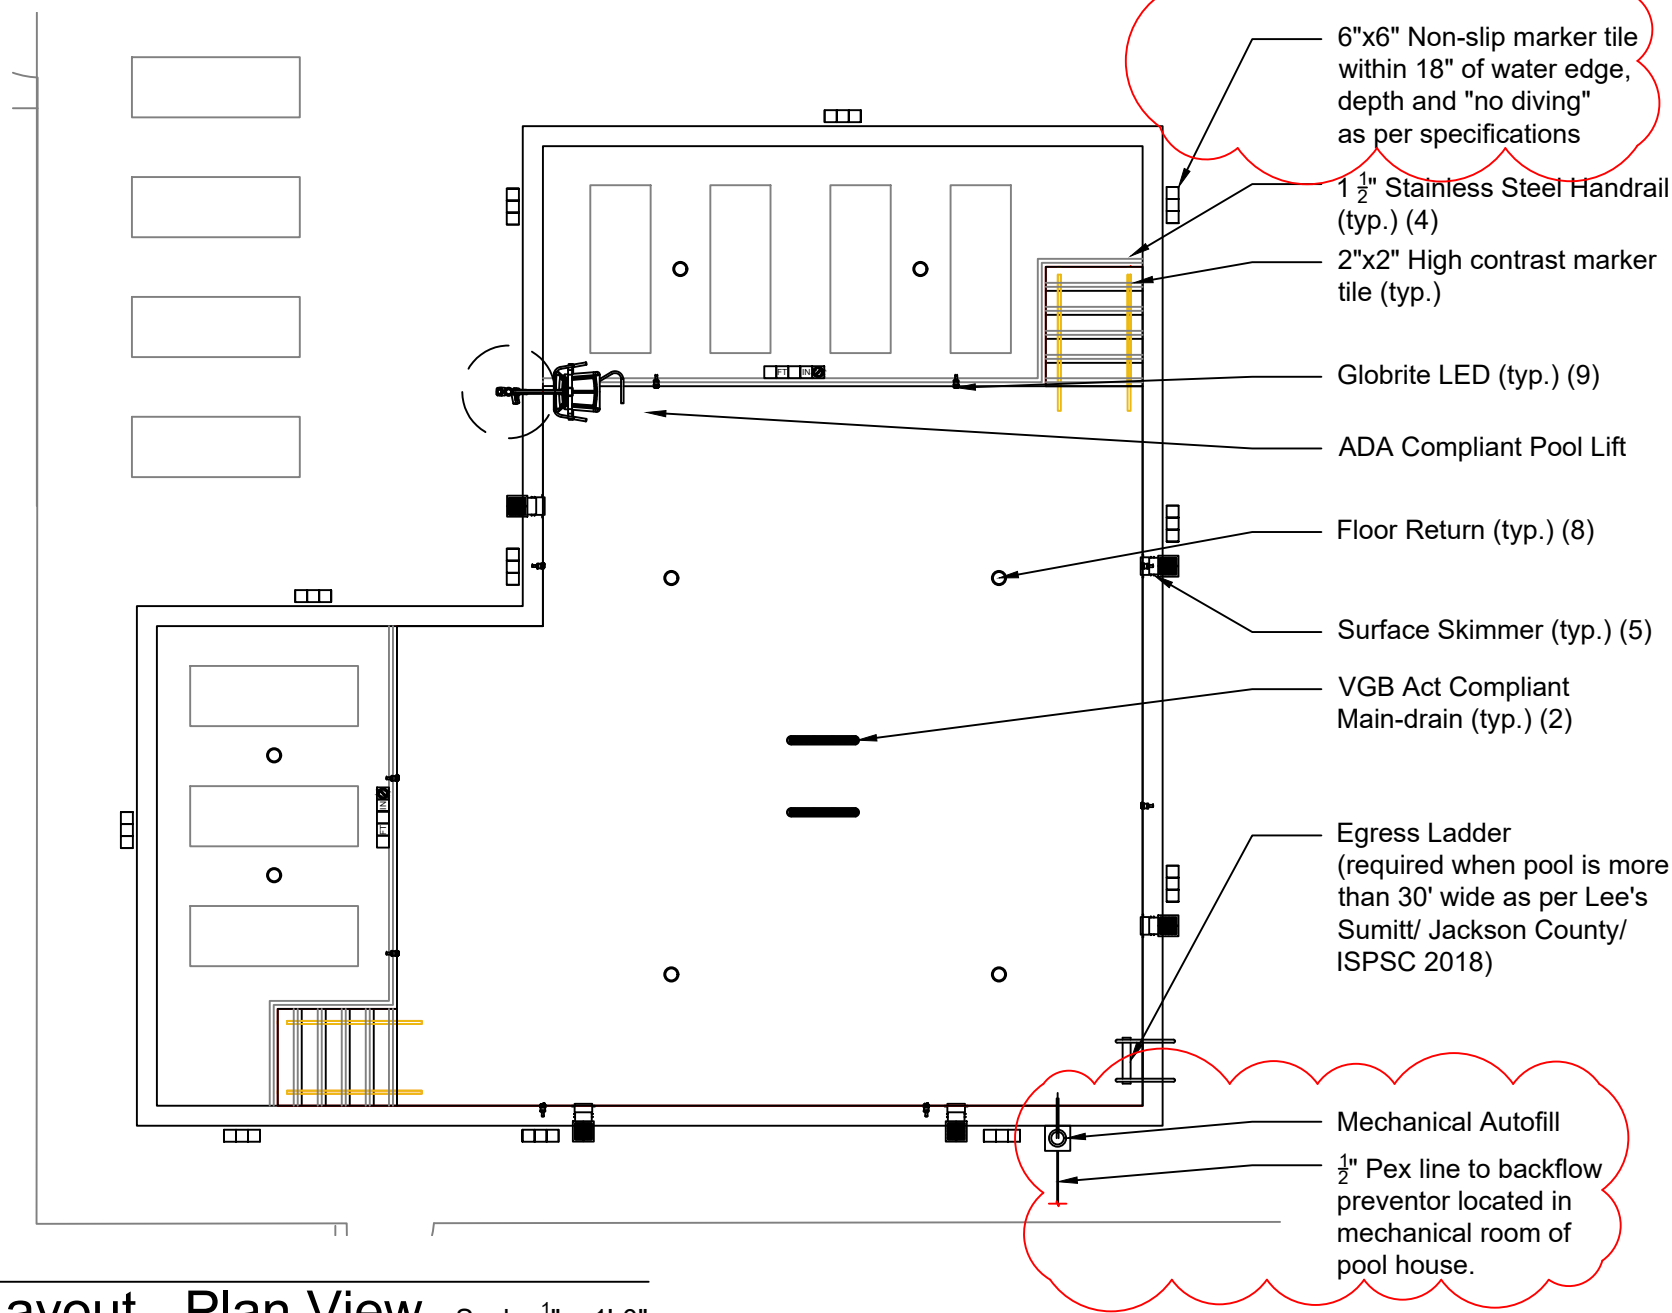 6"x6" Non-slip marker tile
within 18" of water edge,
depth and "no diving"
as per specifications
1 1/2" Stainless Steel Handrail
(typ.) (4)
2"x2" High contrast marker
tile (typ.)
FT IN
Globrite LED (typ.) (9)
ADA Compliant Pool Lift
Floor Return (typ.) (8)
Surface Skimmer (typ.) (5)
VGB Act Compliant
Main-drain (typ.) (2)
FT IN
Egress Ladder
(required when pool is more
than 30' wide as per Lee's
Sumitt/ Jackson County/
ISPSC 2018)
Mechanical Autofill
1/2" Pex line to backflow
preventor located in
mechanical room of
pool house.
Plan View